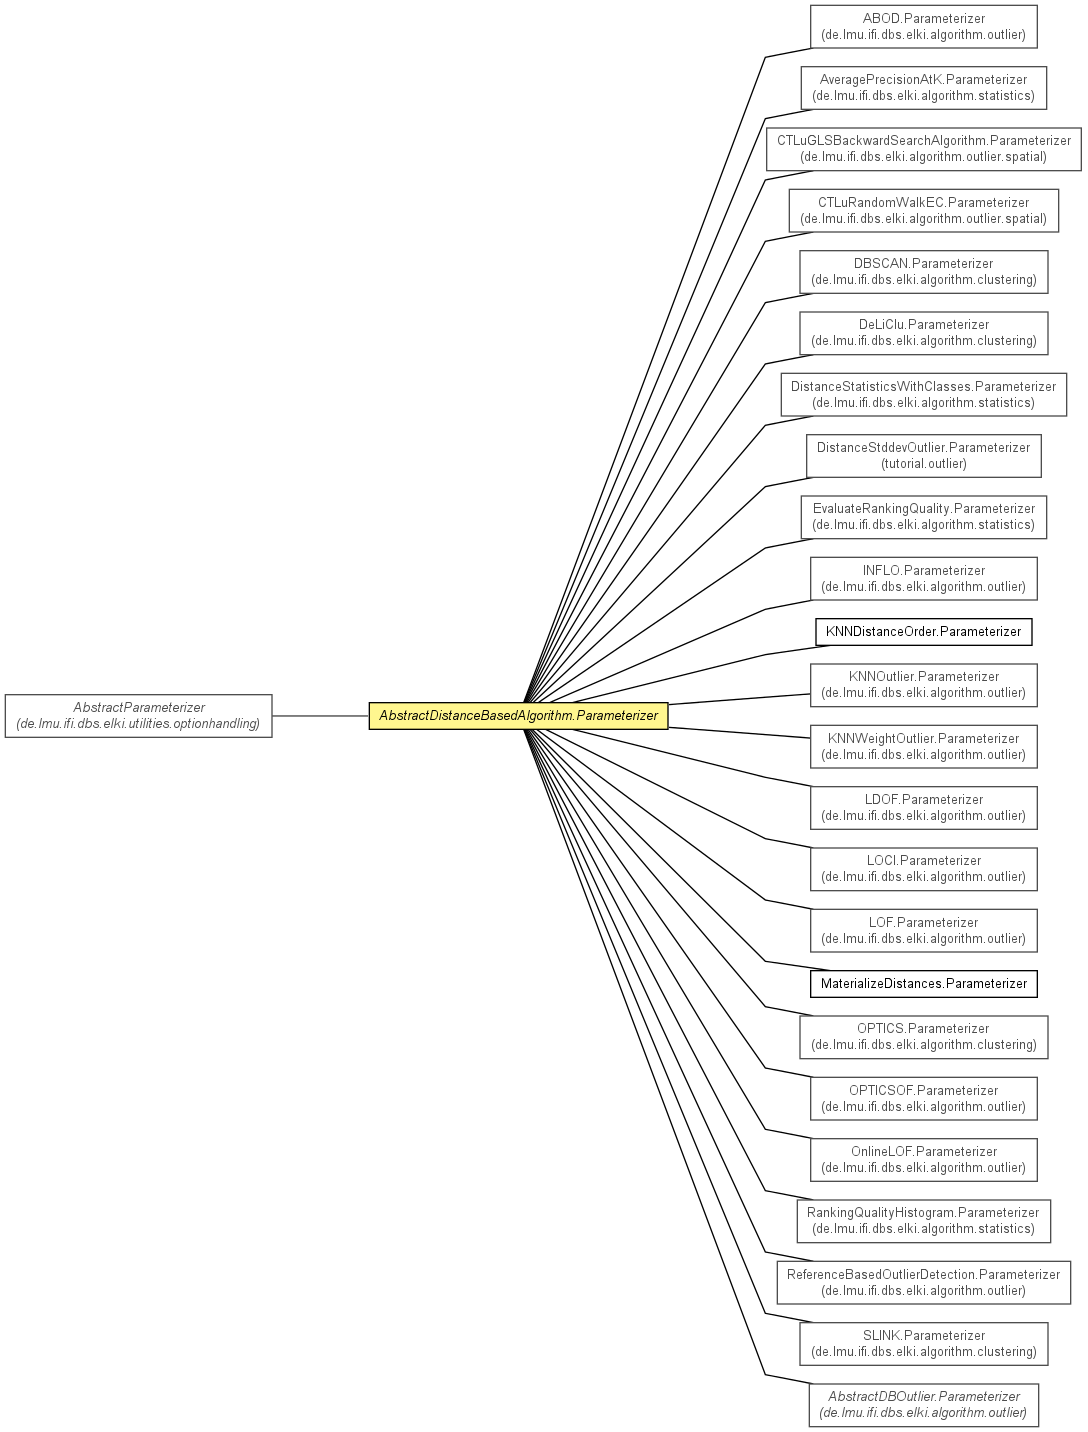 ABOD.Parameterizer
(de.lmu.ifi.dbs.elki.algorithm.outlier)
AveragePrecisionAtK.Parameterizer
(de.lmu.ifi.dbs.elki.algorithm.statistics)
CTLuGLSBackwardSearchAlgorithm.Parameterizer
(de.lmu.ifi.dbs.elki.algorithm.outlier.spatial)
CTLuRandomWalkEC.Parameterizer
(de.lmu.ifi.dbs.elki.algorithm.outlier.spatial)
DBSCAN.Parameterizer
(de.lmu.ifi.dbs.elki.algorithm.clustering)
DeLiClu.Parameterizer
(de.lmu.ifi.dbs.elki.algorithm.clustering)
DistanceStatisticsWithClasses.Parameterizer
(de.lmu.ifi.dbs.elki.algorithm.statistics)
DistanceStddevOutlier.Parameterizer
(tutorial.outlier)
EvaluateRankingQuality.Parameterizer
(de.lmu.ifi.dbs.elki.algorithm.statistics)
INFLO.Parameterizer
(de.lmu.ifi.dbs.elki.algorithm.outlier)
KNNDistanceOrder.Parameterizer
KNNOutlier.Parameterizer
(de.lmu.ifi.dbs.elki.algorithm.outlier)
AbstractParameterizer
(de.lmu.ifi.dbs.elki.utilities.optionhandling)
AbstractDistanceBasedAlgorithm.Parameterizer
KNNWeightOutlier.Parameterizer
(de.lmu.ifi.dbs.elki.algorithm.outlier)
LDOF.Parameterizer
(de.lmu.ifi.dbs.elki.algorithm.outlier)
LOCI.Parameterizer
(de.lmu.ifi.dbs.elki.algorithm.outlier)
LOF.Parameterizer
(de.lmu.ifi.dbs.elki.algorithm.outlier)
MaterializeDistances.Parameterizer
OPTICS.Parameterizer
(de.lmu.ifi.dbs.elki.algorithm.clustering)
OPTICSOF.Parameterizer
(de.lmu.ifi.dbs.elki.algorithm.outlier)
OnlineLOF.Parameterizer
(de.lmu.ifi.dbs.elki.algorithm.outlier)
RankingQualityHistogram.Parameterizer
(de.lmu.ifi.dbs.elki.algorithm.statistics)
ReferenceBasedOutlierDetection.Parameterizer
(de.lmu.ifi.dbs.elki.algorithm.outlier)
SLINK.Parameterizer
(de.lmu.ifi.dbs.elki.algorithm.clustering)
AbstractDBOutlier.Parameterizer
(de.lmu.ifi.dbs.elki.algorithm.outlier)